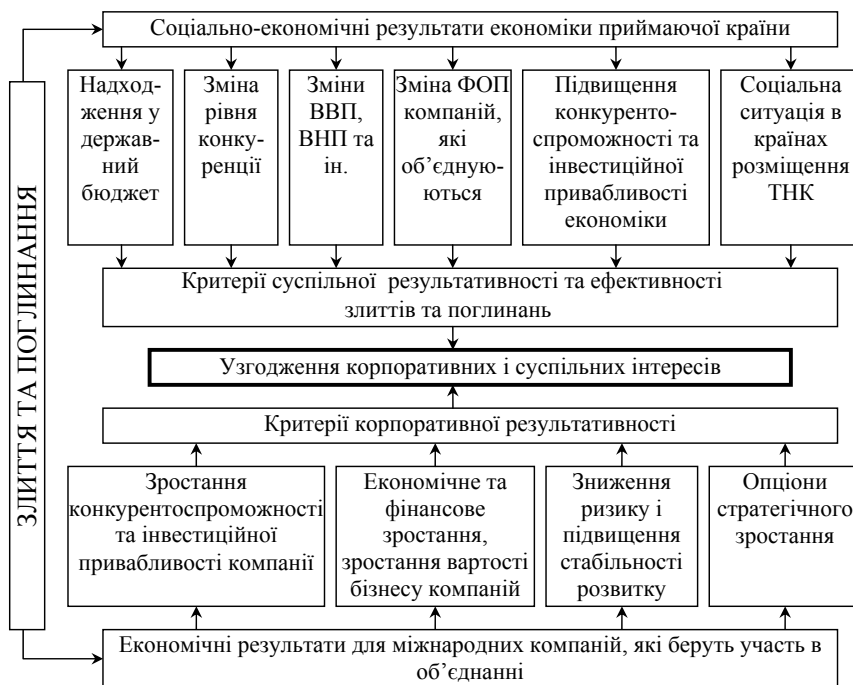 ЗЛИТТЯ ТА ПОГЛИНАННЯ
Соціально-економічні результати економіки приймаючої країни
Надход-
ження у
держав-
ний
бюджет
Зміна
рівня
конку-
ренції
Зміни
ВВП,
ВНП та
ін.
Зміна ФОП
компаній,
які
об’єдную-
ються
Підвищення
конкуренто-
спроможності та
інвестиційної
привабливості
економіки
Соціальна
ситуація в
країнах
розміщення
ТНК
Критерії суспільної результативності та ефективності
злиттів та поглинань
Узгодження корпоративних і суспільних інтересів
Критерії корпоративної результативності
Зростання
конкурентоспроможності
та інвестиційної
привабливості компанії
Економічне та
фінансове
зростання,
зростання вартості
бізнесу компаній
Зниження
ризику і
підвищення
стабільності
розвитку
Опціони
стратегічного
зростання
Економічні результати для міжнародних компаній, які беруть участь в
об’єднанні